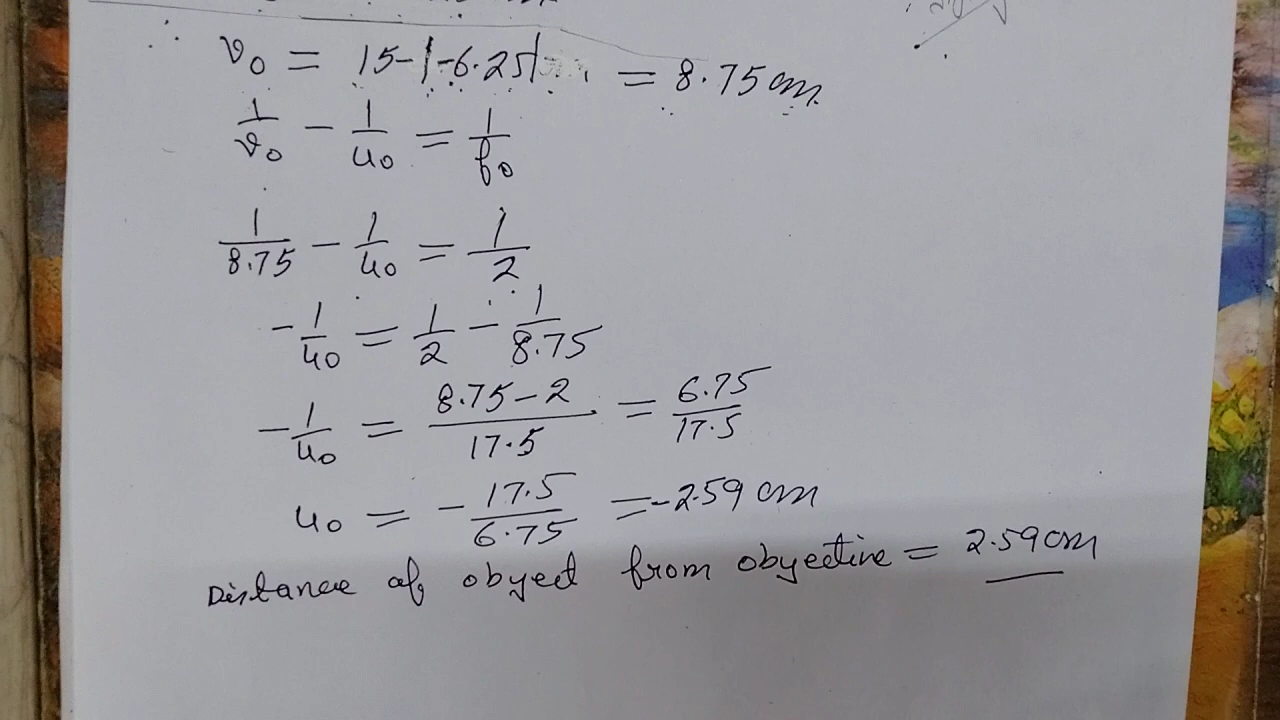 ∴ v₀ = 15-|-6.25| = 8.75 cm.
1/v₀ - 1/u₀ = 1/f₀
1/8.75 - 1/u₀ = 1/2
-1/u₀ = 1/2 - 1/8.75
-1/u₀ = (8.75-2)/17.5 = 6.75/17.5
u₀ = -17.5/6.75 = -2.59 cm
Distance of obyect from obyective = 2.59 cm